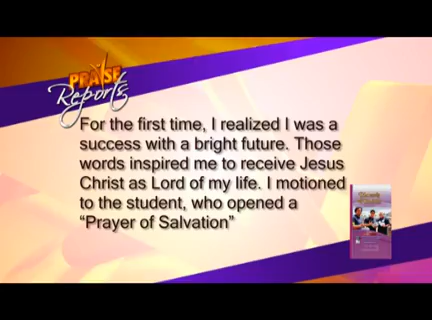 PRAISE
Reports
For the first time, I realized I was a
success with a bright future. Those
words inspired me to receive Jesus
Christ as Lord of my life. I motioned
to the student, who opened a
“Prayer of Salvation”